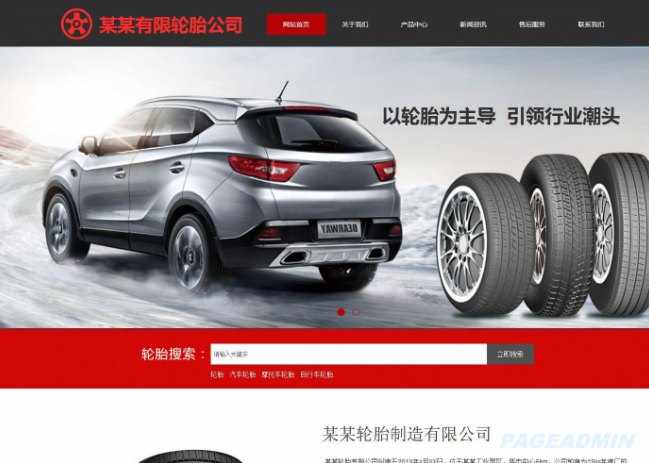 某某有限轮胎公司
网站首页 关于我们 产品中心 新闻资讯 售后服务 联系我们
以轮胎为主导 引领行业潮头
BEARWAY
轮胎搜索：
请输入关键字
立即搜索
轮胎 汽车轮胎 摩托车轮胎 自行车轮胎
某某轮胎制造有限公司
PAGEADMIN